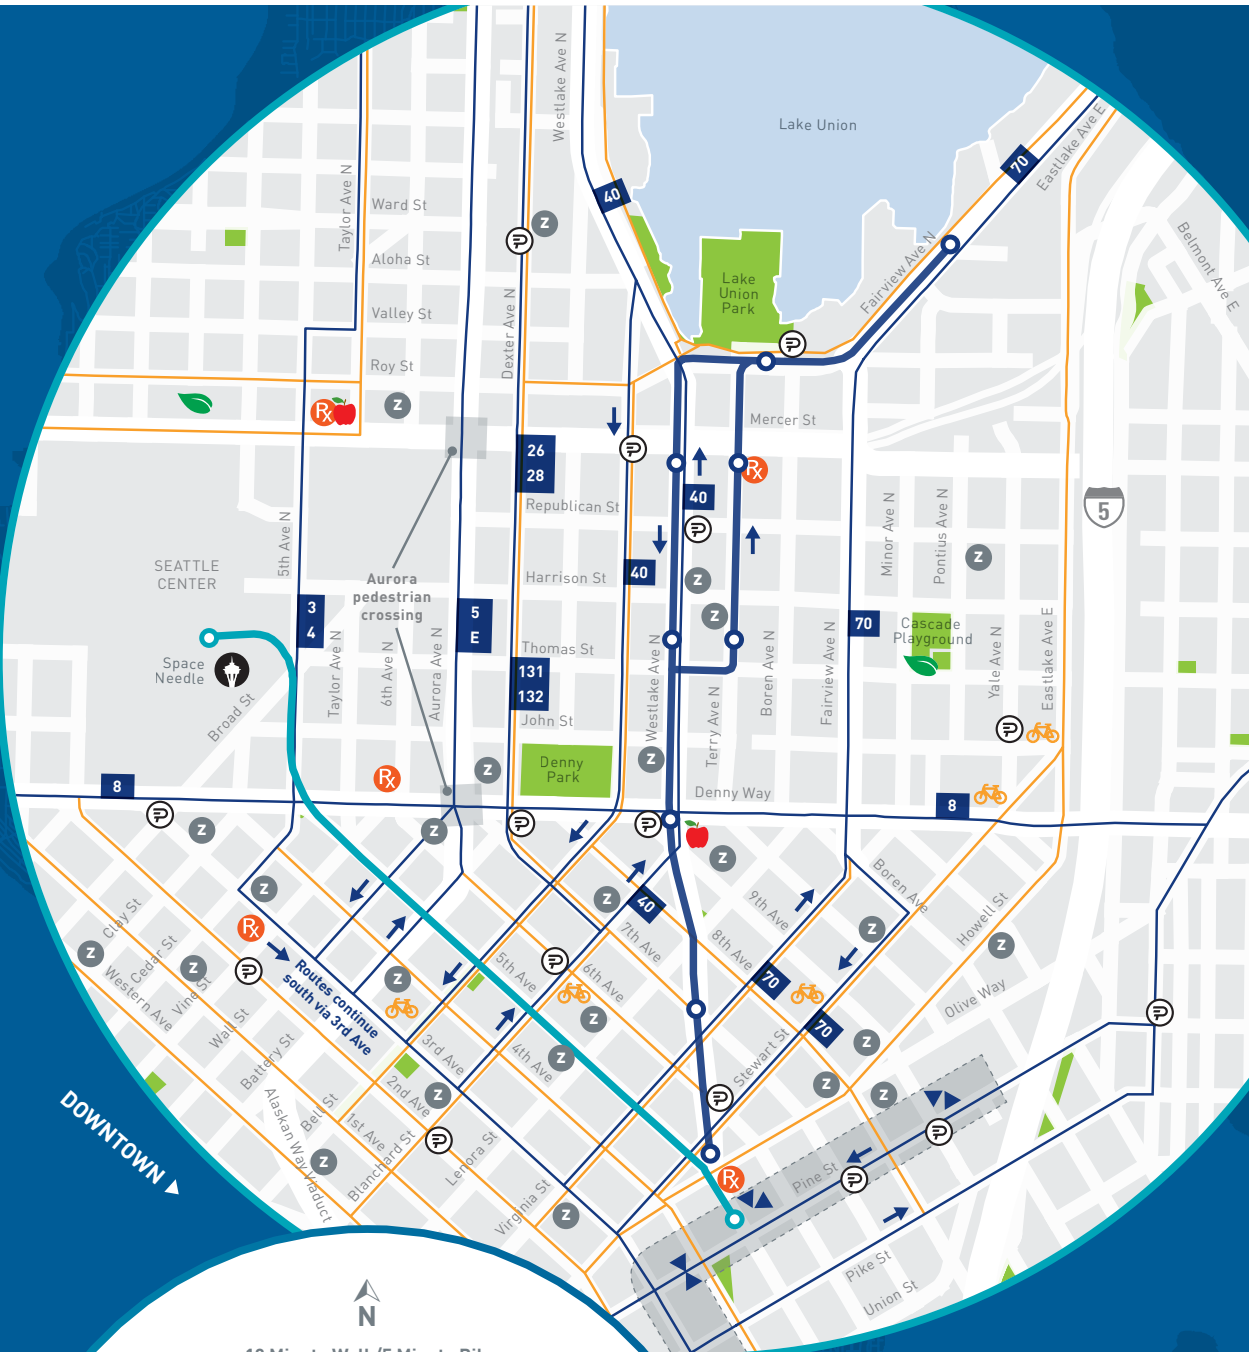 Westlake Ave N
Lake Union
70
Eastlake Ave E
40
Taylor Ave N
Ward St
Z
Belmont Ave E
Aloha St
Fairview Ave N
Lake
Union
Park
Valley St
Dexter Ave N
Roy St
Rx
Z
Mercer St
26
28
Rx
40
Republican St
5
5th Ave N
Minor Ave N
Pontius Ave N
SEATTLE
CENTER
Aurora
pedestrian
crossing
Harrison St
40
Z
Z
3
4
5
E
Z
70
Cascade
Playground
Space
Needle
Taylor Ave N
6th Ave N
Aurora Ave N
Thomas St
131
132
Westlake Ave N
Boren Ave N
Fairview Ave N
Yale Ave N
Eastlake Ave E
Broad St
John St
Terry Ave N
Denny
Park
Z
Z
Rx
8
Denny Way
8
Z
Z
Z
Z
Z
40
9th Ave
Boren Ave
Howell St
Clay St
Rx
7th Ave
8th Ave
Z
Z
Z
Cedar St
Western Ave
Z
Vine St
Routes continue
south via 3rd Ave
Z
5th Ave
6th Ave
70
Olive Way
Wall St
Z
70
Battery St
3rd Ave
4th Ave
Z
Stewart St
Z
2nd Ave
Z
Z
Z
DOWNTOWN
Alaskan Way Viaduct
Bell St
1st Ave
Blanchard St
Lenora St
Z
Virginia St
Z
Rx
Pine St
Pike St
Union St
N